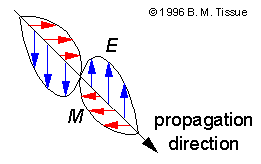 © 1996 B. M. Tissue
E
M
propagation
direction